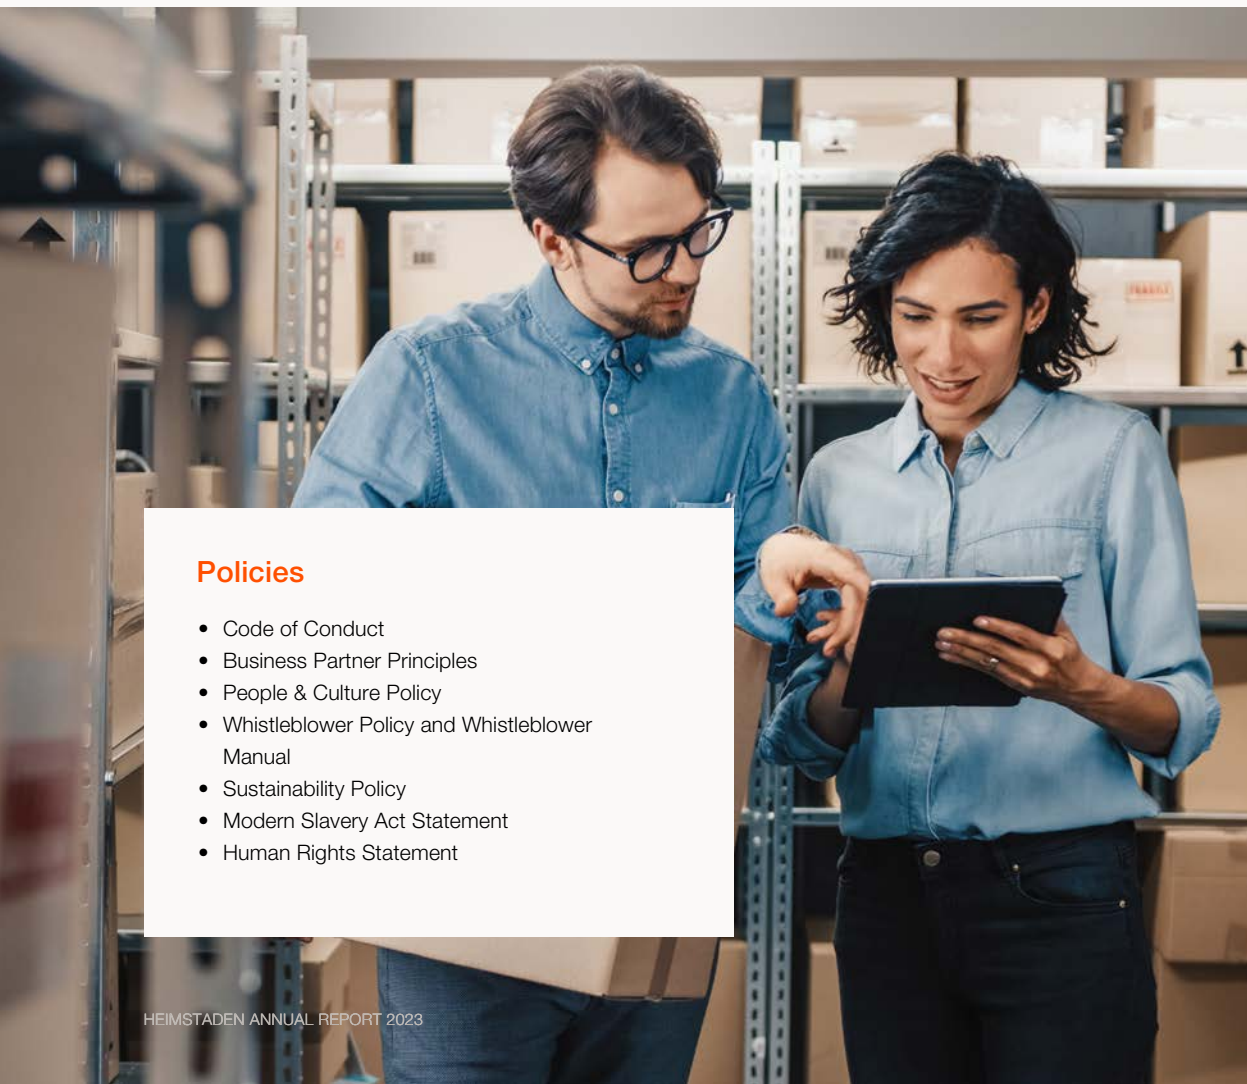 FRAGILE
Policies
• Code of Conduct
• Business Partner Principles
• People & Culture Policy
• Whistleblower Policy and Whistleblower
Manual
• Sustainability Policy
• Modern Slavery Act Statement
• Human Rights Statement
HEIMSTADEN ANNUAL REPORT 2023